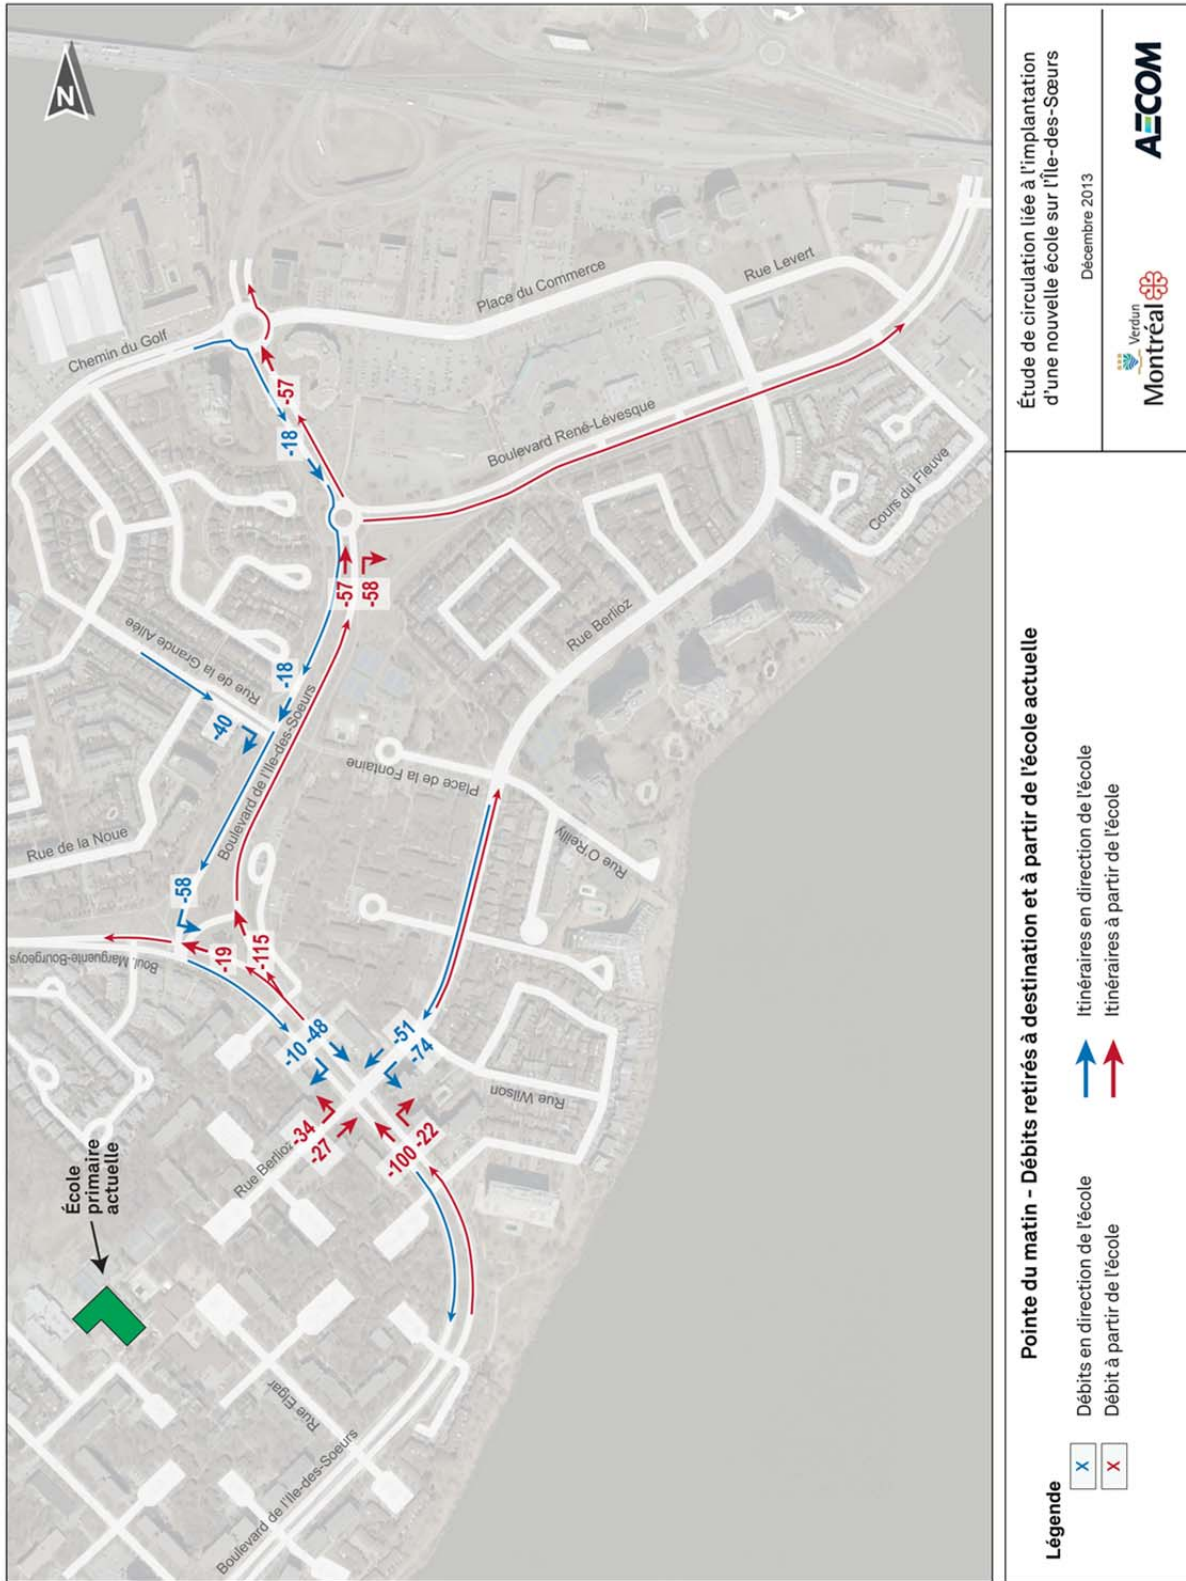 N
Chemin du Golf
Place du Commerce
Rue Levert
Boulevard René-Lévesque
Cours du Fleuve
Rue Berlioz
Rue de la Grande Allée
Boulevard de l'Ile-des-Soeurs
Place de la Fontaine
Rue O'Reilly
Rue de la Noue
Boul. Marguerite-Bourgeoys
Rue Wilson
Rue Berlioz
Rue Elgar
Boulevard de l'Ile-des-Soeurs
École
primaire
actuelle
-57
-18
-57
-58
-18
-40
-58
-19
-115
-10 -48
-51
-74
-34
-27
-100 -22
Légende
Pointe du matin – Débits retirés à destination et à partir de l'école actuelle
X Débits en direction de l'école
X Débit à partir de l'école
Itinéraires en direction de l'école
Itinéraires à partir de l'école
Étude de circulation liée à l'implantation
d'une nouvelle école sur l'Île-des-Sœurs
Décembre 2013
Verdun
Montréal
AECOM